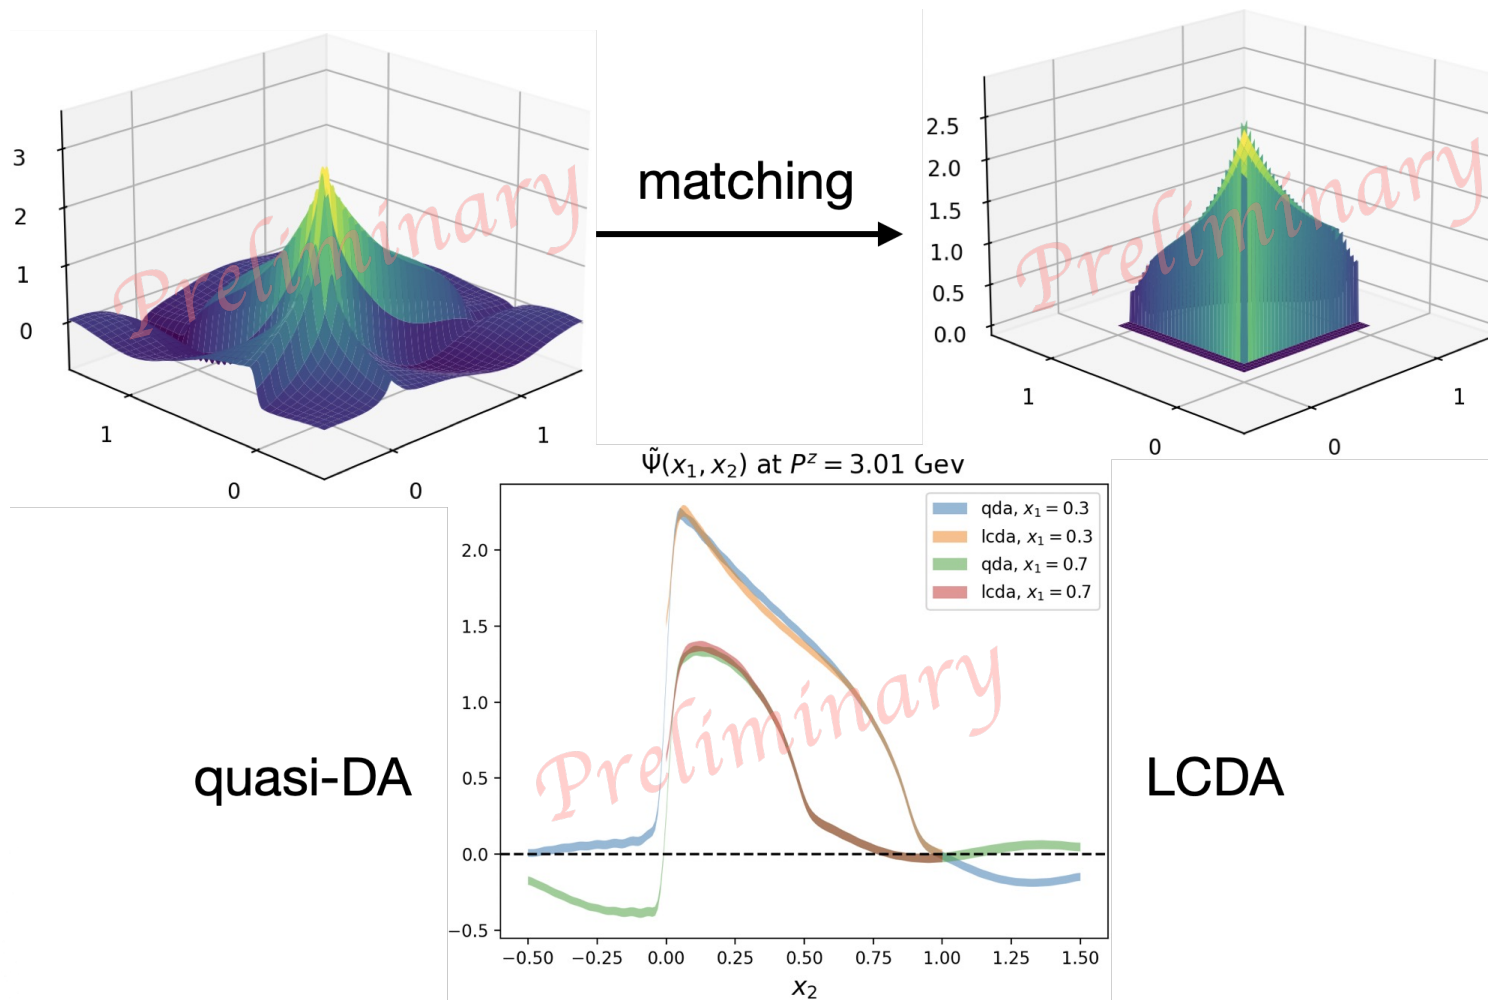 3
2
1
0
1
0
0
1
Preliminary
matching
2.5
2.0
1.5
1.0
0.5
0.0
1
0
0
1
Preliminary
Ψ̃(x₁, x₂) at Pᶻ = 3.01 Gev
qda, x₁ = 0.3
lcda, x₁ = 0.3
qda, x₁ = 0.7
lcda, x₁ = 0.7
2.0
1.5
1.0
0.5
0.0
−0.5
Preliminary
−0.50 −0.25 0.00 0.25 0.50 0.75 1.00 1.25 1.50
x₂
quasi-DA
LCDA